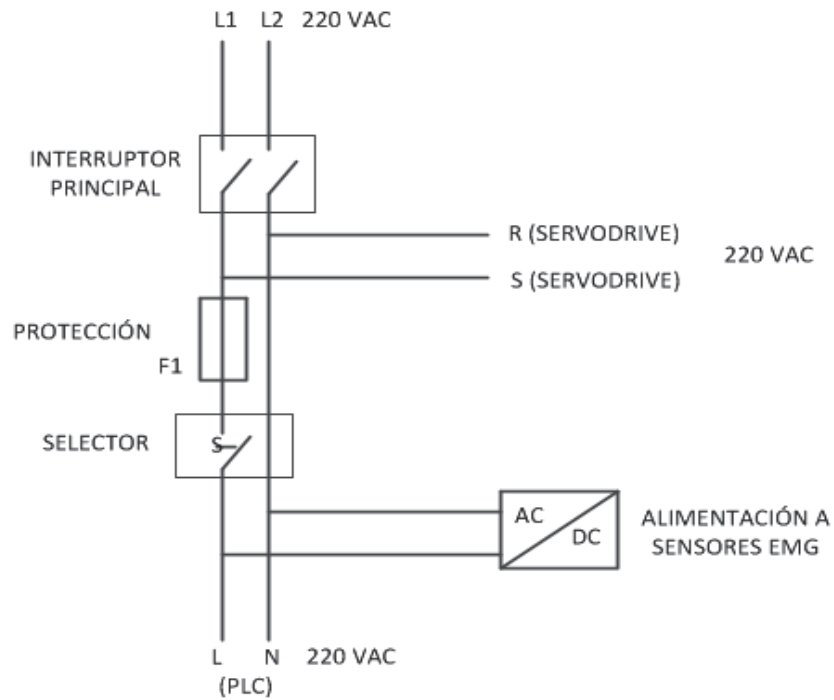 L1 L2 220 VAC
INTERRUPTOR
PRINCIPAL
R (SERVODRIVE)
220 VAC
S (SERVODRIVE)
PROTECCIÓN
F1
SELECTOR
S
AC
DC
ALIMENTACIÓN A
SENSORES EMG
L N 220 VAC
(PLC)